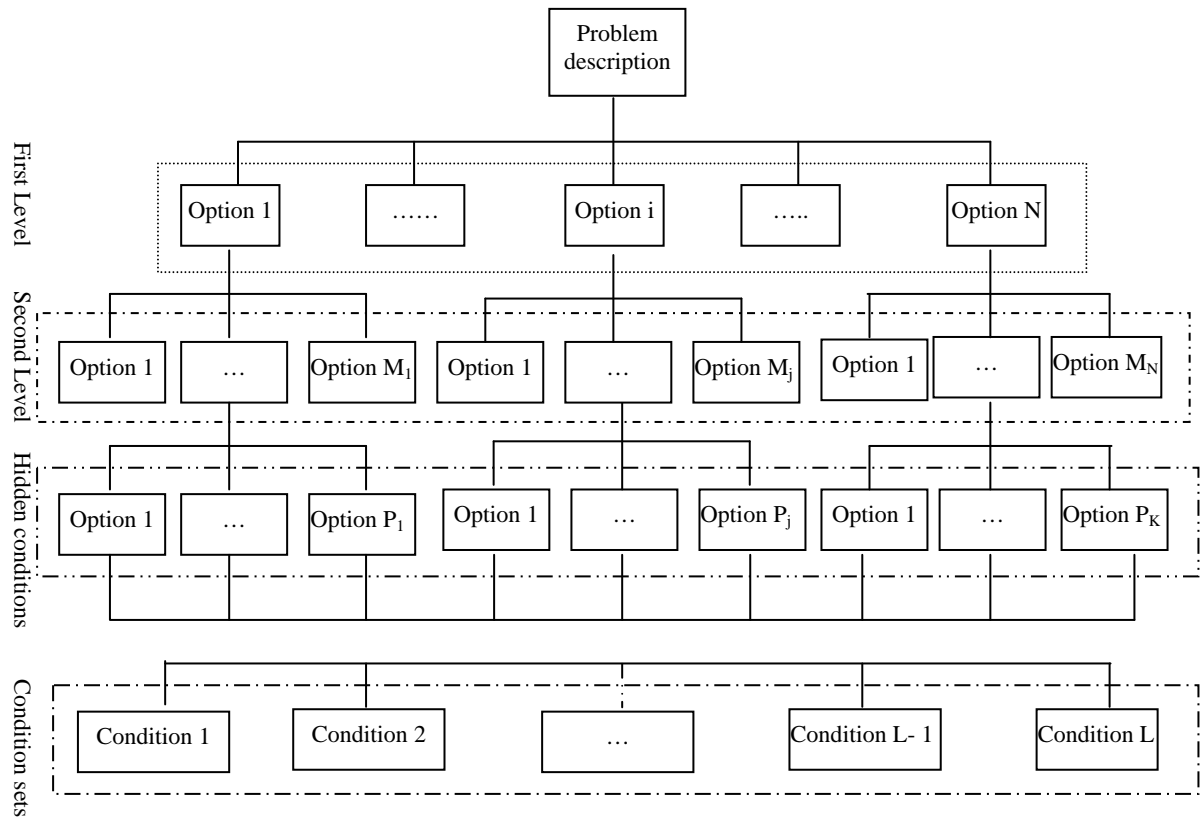 Problem
description
First Level
Option 1
……
Option i
…..
Option N
Second Level
Option 1
…
Option M₁
Option 1
…
Option Mⱼ
Option 1
…
Option M_N
Hidden conditions
Option 1
…
Option P₁
Option 1
…
Option Pⱼ
Option 1
…
Option P_K
Condition sets
Condition 1
Condition 2
…
Condition L- 1
Condition L